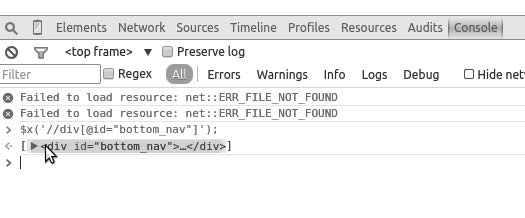 Elements Network Sources Timeline Profiles Resources Audits Console
<top frame> ▼ Preserve log
Filter Regex All Errors Warnings Info Logs Debug Hide net
Failed to load resource: net::ERR_FILE_NOT_FOUND
Failed to load resource: net::ERR_FILE_NOT_FOUND
> $x('//div[@id="bottom_nav"]');
[▶<div id="bottom_nav">…</div>]
>